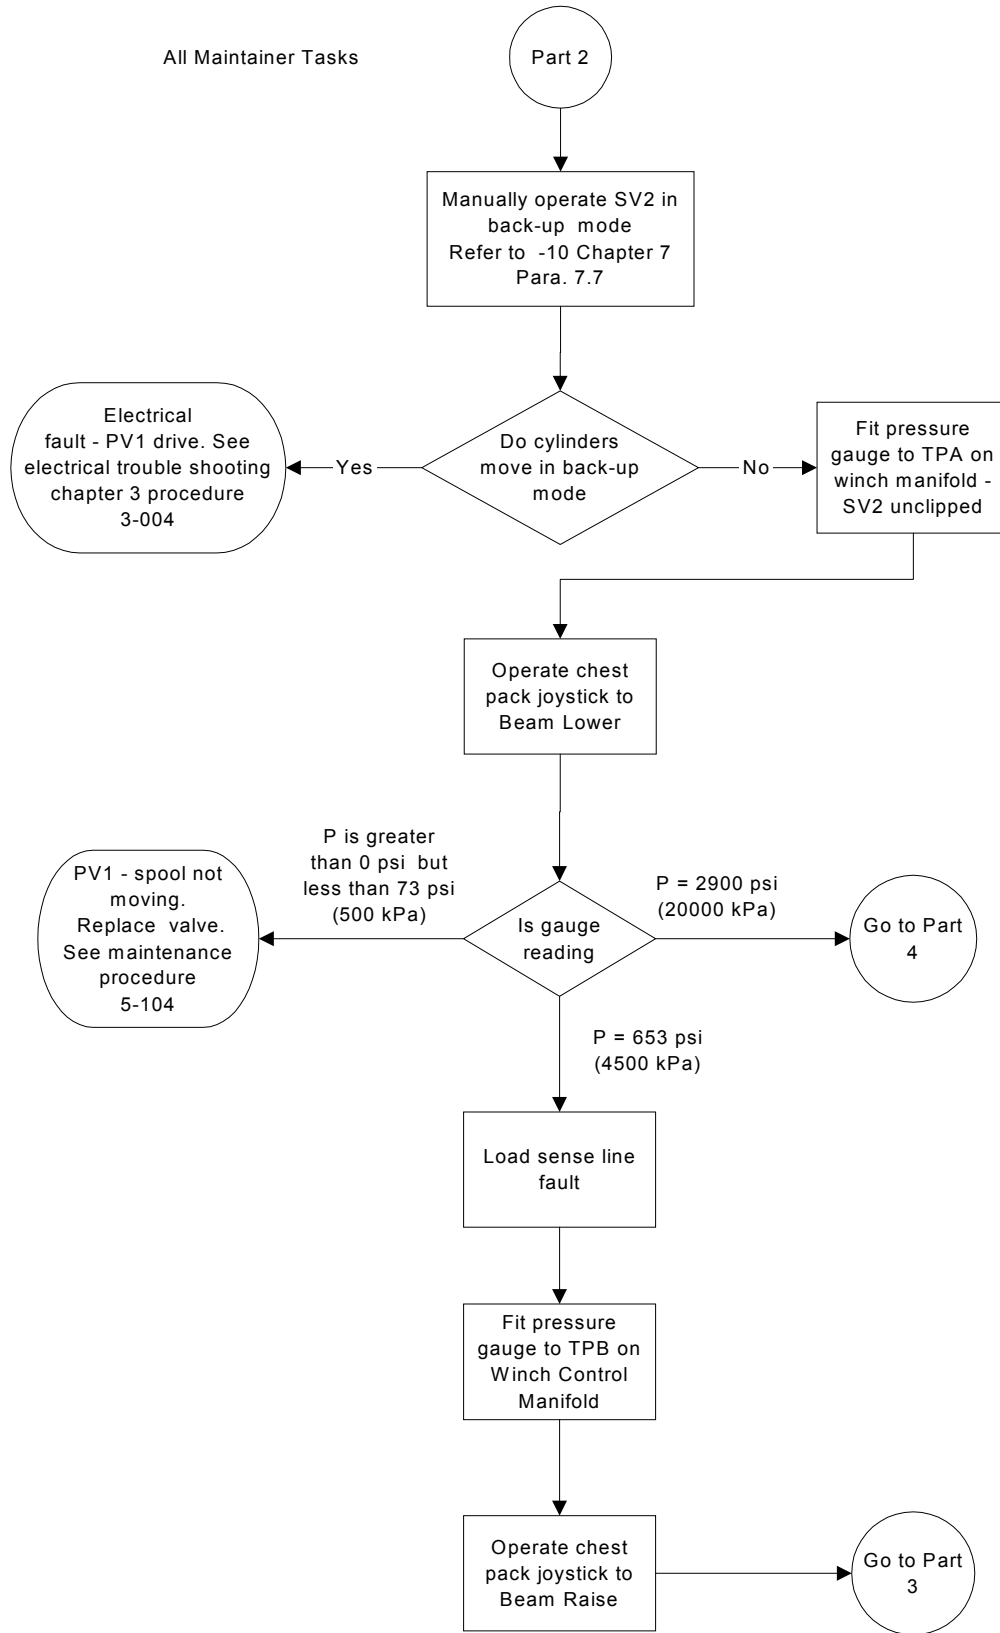 All Maintainer Tasks
Part 2
Manually operate SV2 in
back-up mode
Refer to -10 Chapter 7
Para. 7.7
Electrical
fault - PV1 drive. See
electrical trouble shooting
chapter 3 procedure
3-004
Yes
Do cylinders
move in back-up
mode
No
Fit pressure
gauge to TPA on
winch manifold -
SV2 unclipped
Operate chest
pack joystick to
Beam Lower
P is greater
than 0 psi but
less than 73 psi
(500 kPa)
PV1 - spool not
moving.
Replace valve.
See maintenance
procedure
5-104
Is gauge
reading
P = 2900 psi
(20000 kPa)
Go to Part
4
P = 653 psi
(4500 kPa)
Load sense line
fault
Fit pressure
gauge to TPB on
Winch Control
Manifold
Operate chest
pack joystick to
Beam Raise
Go to Part
3